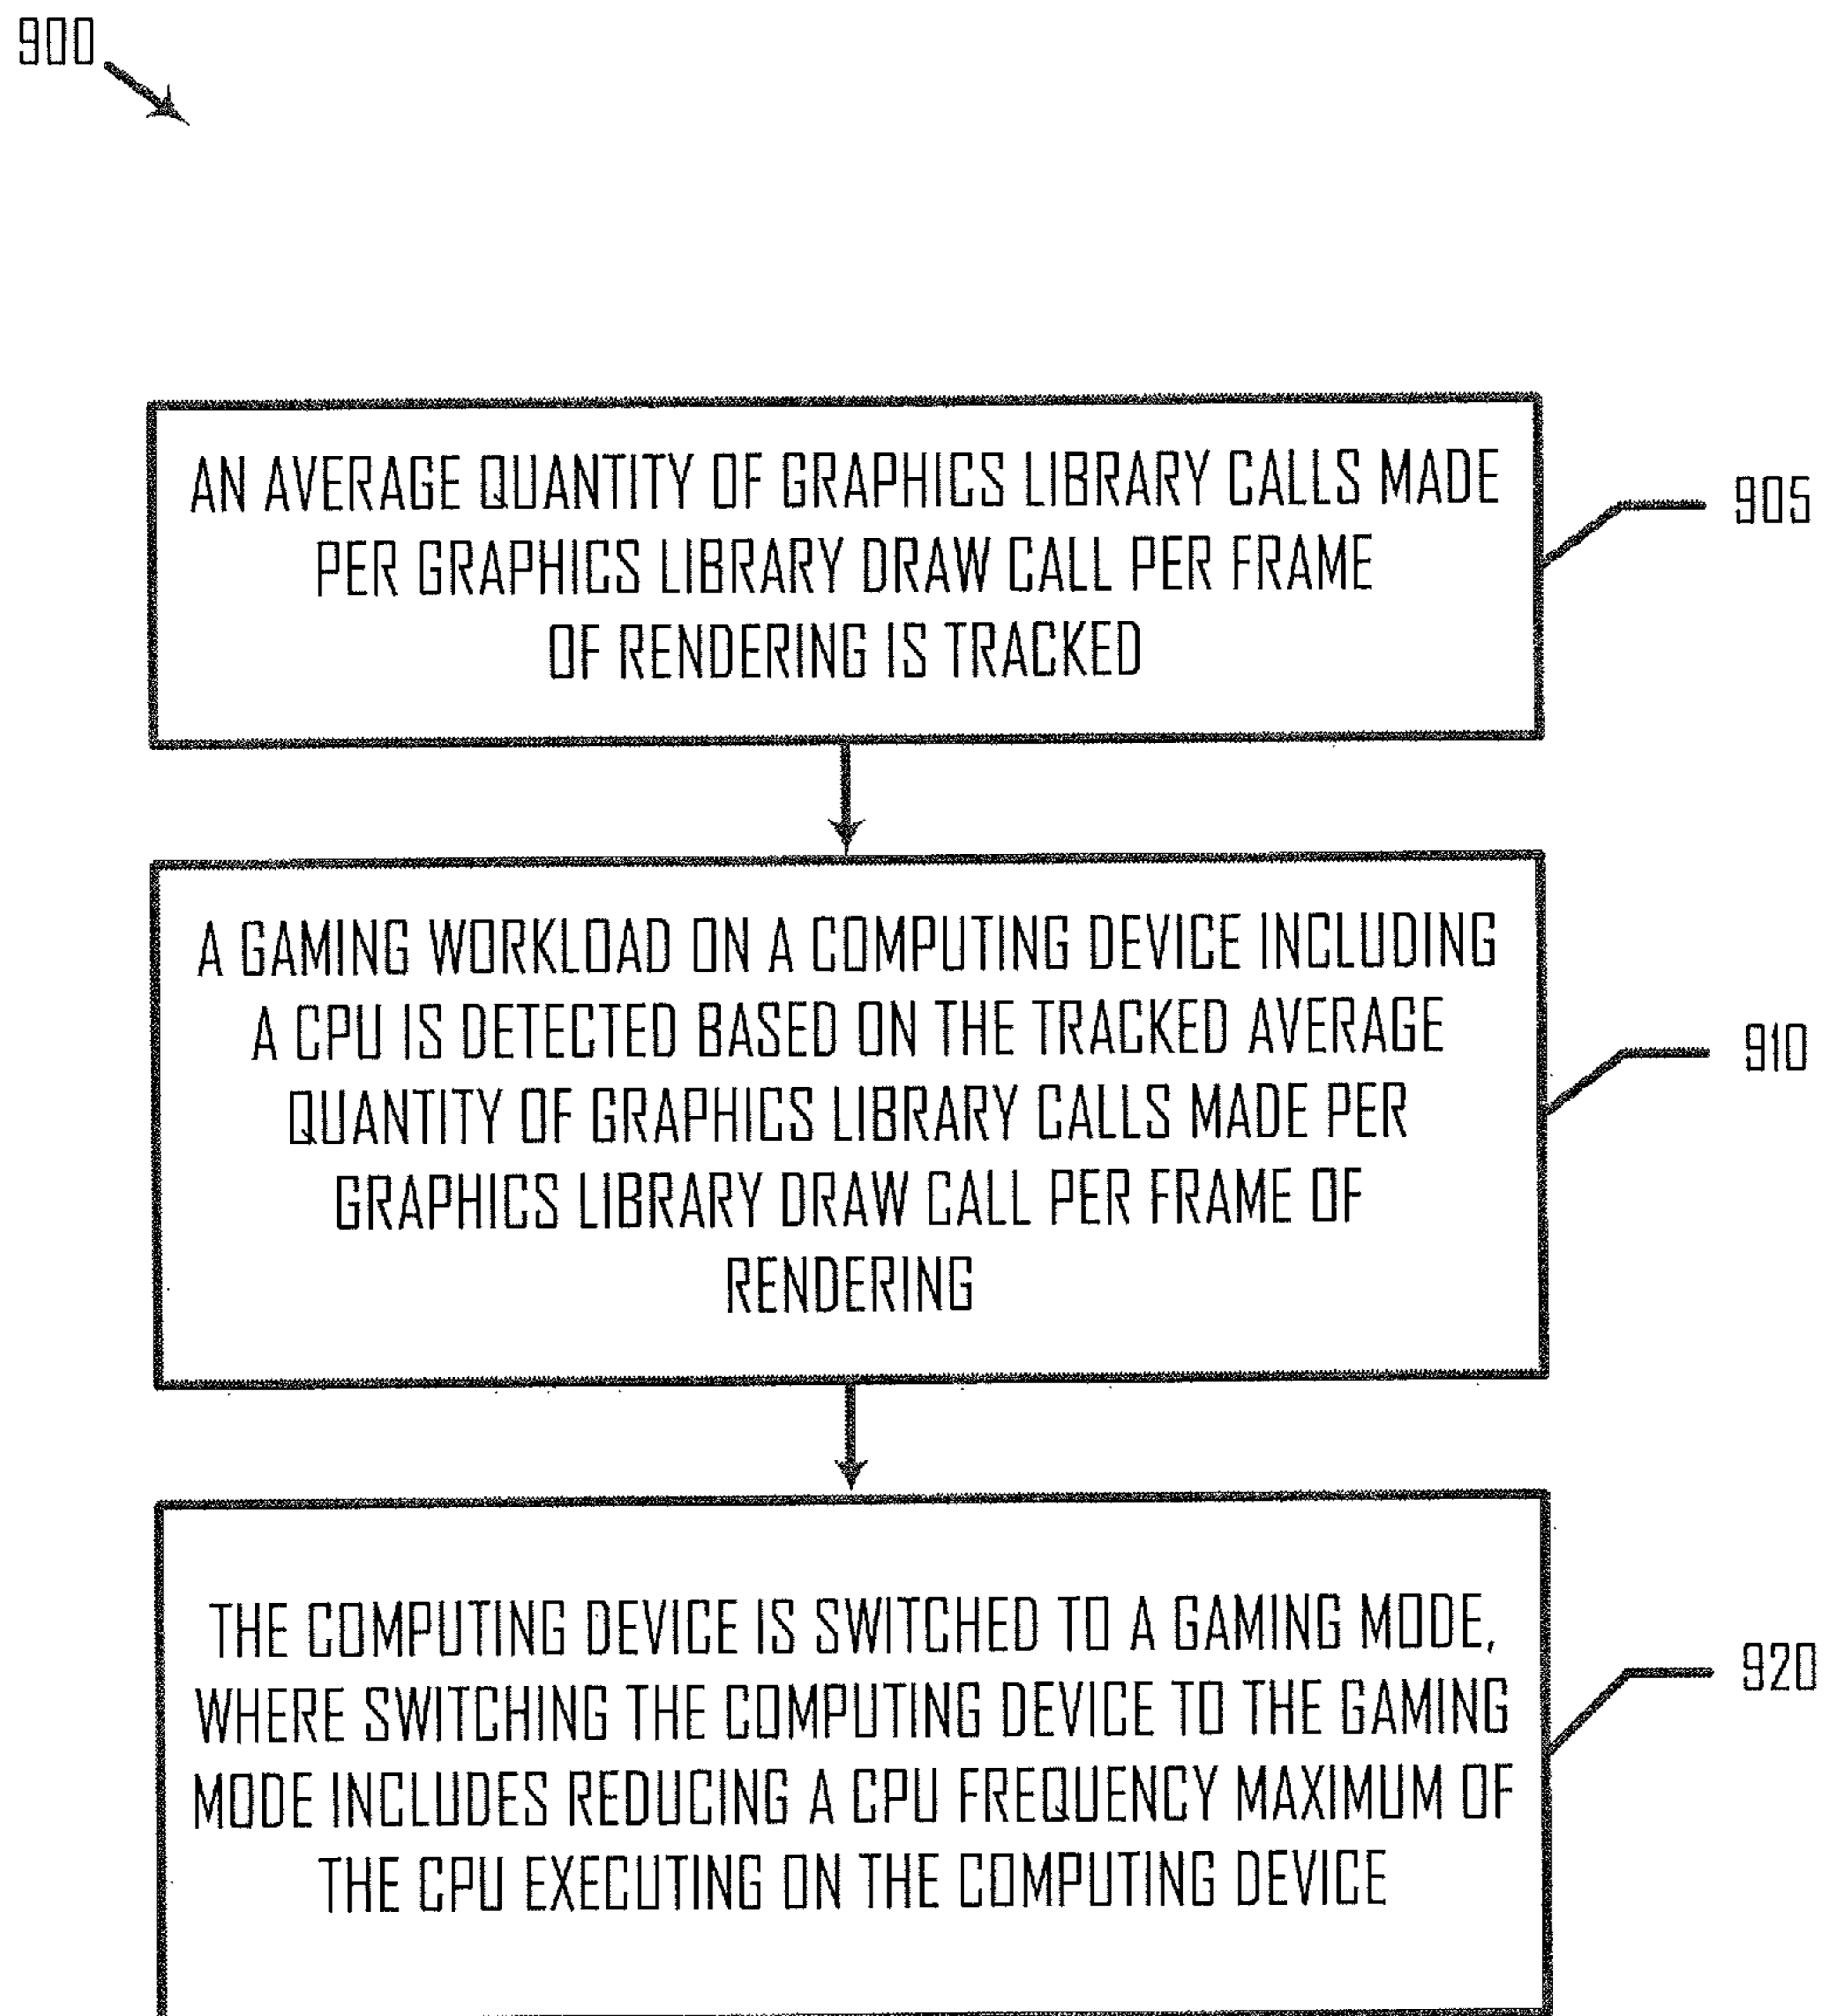 900
AN AVERAGE QUANTITY OF GRAPHICS LIBRARY CALLS MADE
PER GRAPHICS LIBRARY DRAW CALL PER FRAME
OF RENDERING IS TRACKED
905
A GAMING WORKLOAD ON A COMPUTING DEVICE INCLUDING
A CPU IS DETECTED BASED ON THE TRACKED AVERAGE
QUANTITY OF GRAPHICS LIBRARY CALLS MADE PER
GRAPHICS LIBRARY DRAW CALL PER FRAME OF
RENDERING
910
THE COMPUTING DEVICE IS SWITCHED TO A GAMING MODE,
WHERE SWITCHING THE COMPUTING DEVICE TO THE GAMING
MODE INCLUDES REDUCING A CPU FREQUENCY MAXIMUM OF
THE CPU EXECUTING ON THE COMPUTING DEVICE
920